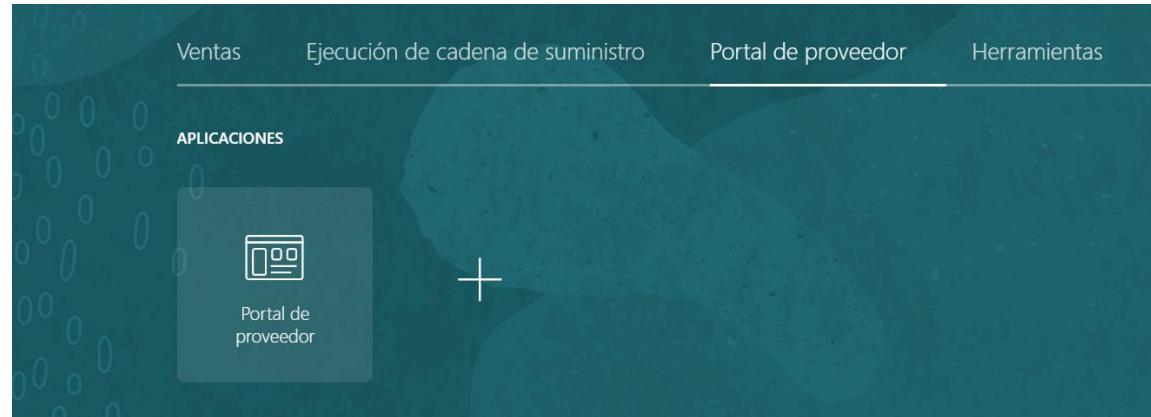 Ventas Ejecución de cadena de suministro Portal de proveedor Herramientas
APLICACIONES
Portal de
proveedor